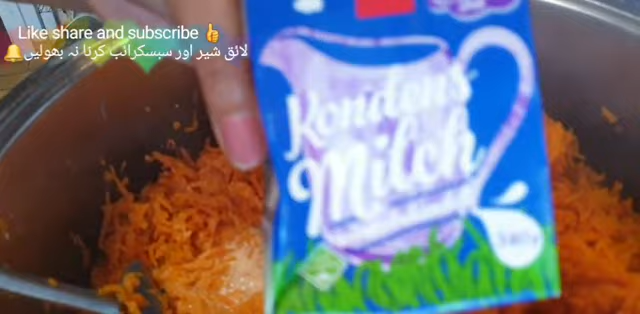 Like share and subscribe 👍
لائق شیر اور سبسکرائب کرنا نہ بھولیں🔔
Kondens
Milch